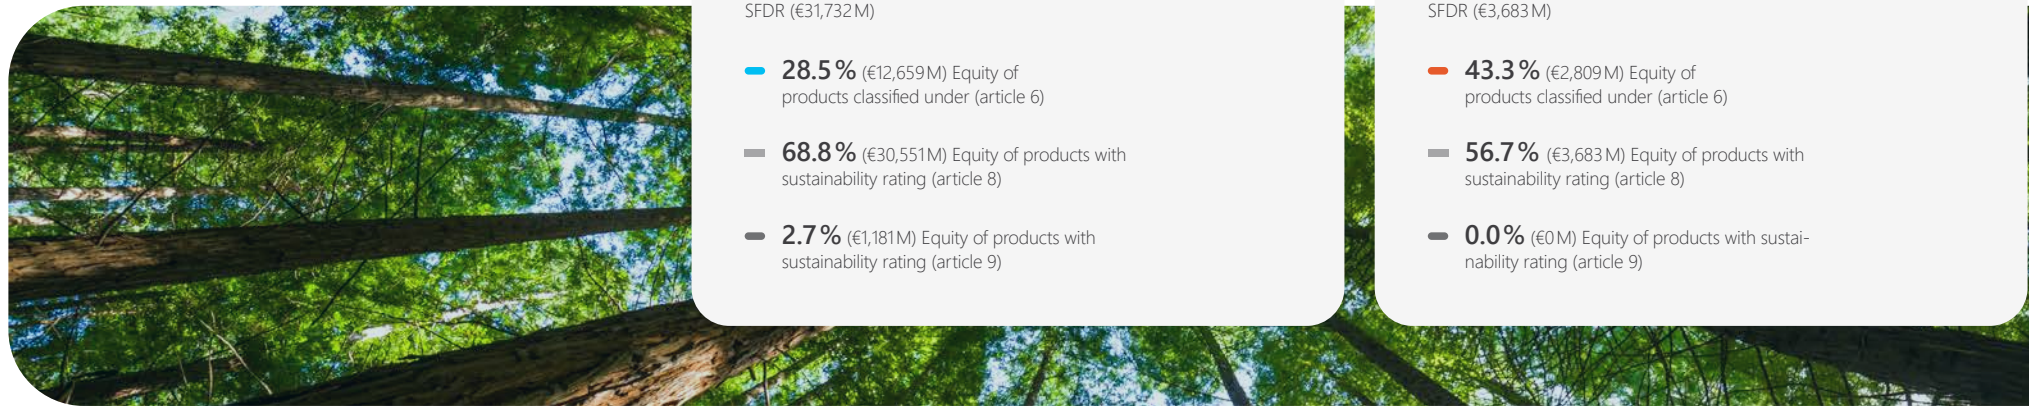 SFDR (€31,732 M)
28.5% (€12,659 M) Equity of
products classified under (article 6)
68.8% (€30,551 M) Equity of products with
sustainability rating (article 8)
2.7% (€1,181 M) Equity of products with
sustainability rating (article 9)
SFDR (€3,683 M)
43.3% (€2,809 M) Equity of
products classified under (article 6)
56.7% (€3,683 M) Equity of products with
sustainability rating (article 8)
0.0% (€0 M) Equity of products with sustai-
nability rating (article 9)